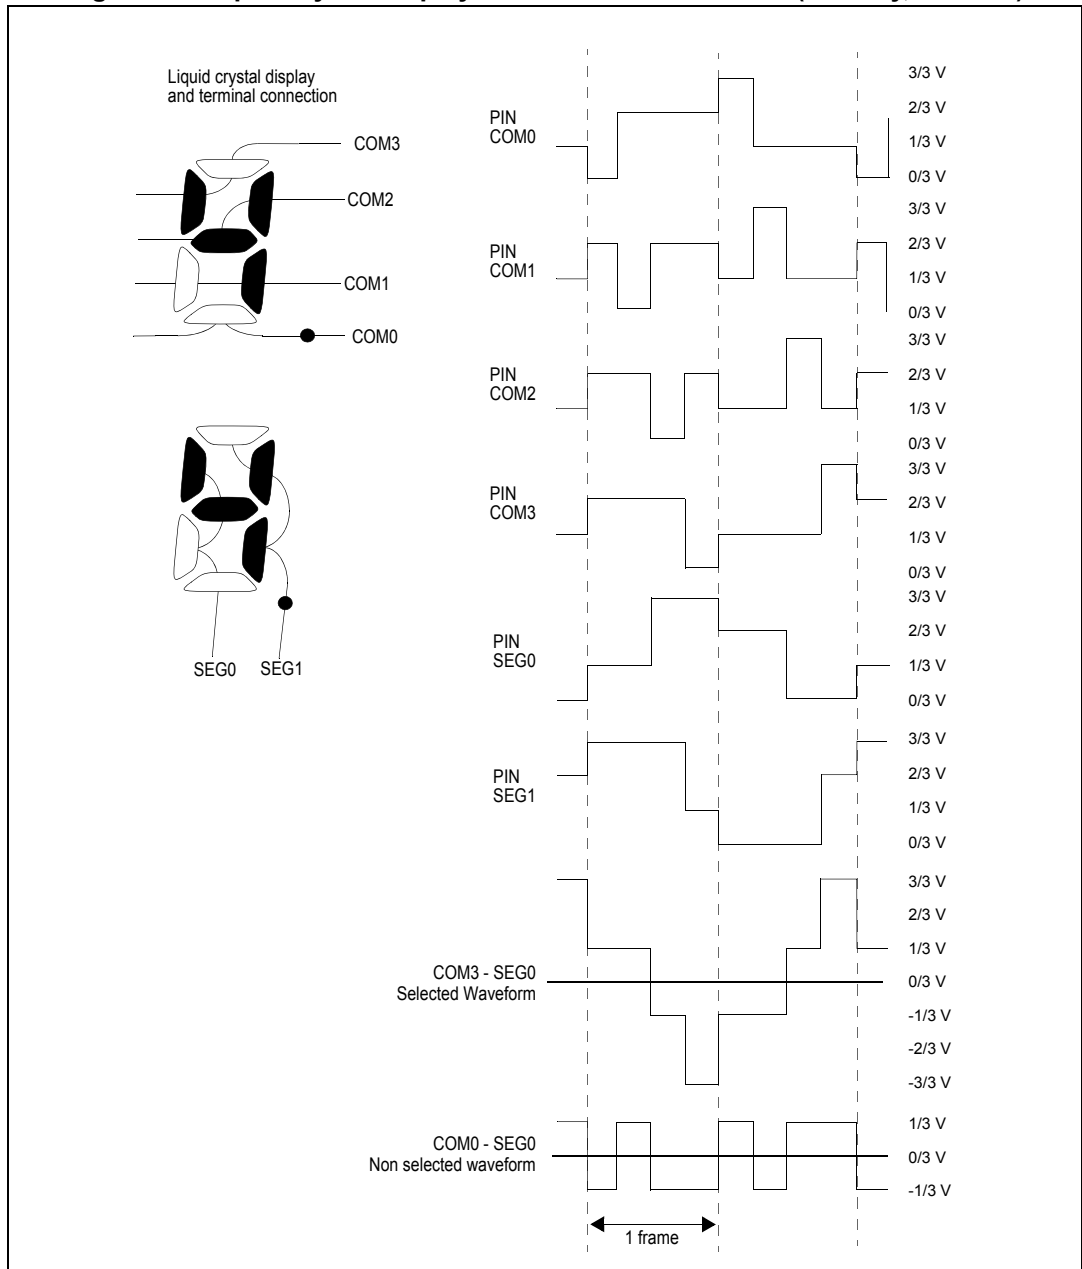 Liquid crystal display
and terminal connection
COM3
COM2
COM1
COM0
SEG0 SEG1
PIN
COM0
3/3 V
2/3 V
1/3 V
0/3 V
PIN
COM1
3/3 V
2/3 V
1/3 V
0/3 V
PIN
COM2
3/3 V
2/3 V
1/3 V
0/3 V
PIN
COM3
3/3 V
2/3 V
1/3 V
0/3 V
PIN
SEG0
3/3 V
2/3 V
1/3 V
0/3 V
PIN
SEG1
3/3 V
2/3 V
1/3 V
0/3 V
COM3 - SEG0
Selected Waveform
3/3 V
2/3 V
1/3 V
0/3 V
-1/3 V
-2/3 V
-3/3 V
COM0 - SEG0
Non selected waveform
1/3 V
0/3 V
-1/3 V
1 frame